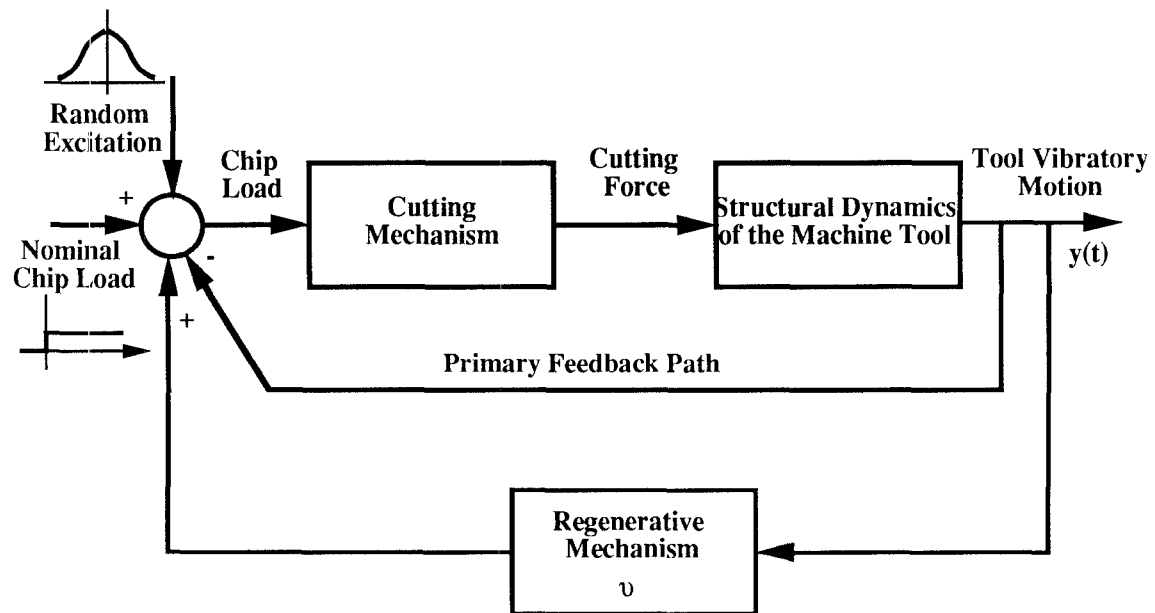 Random
Excitation
+
Nominal
Chip Load
Chip
Load
-
+
Cutting
Mechanism
Cutting
Force
Structural Dynamics
of the Machine Tool
Tool Vibratory
Motion
y(t)
Primary Feedback Path
Regenerative
Mechanism
υ